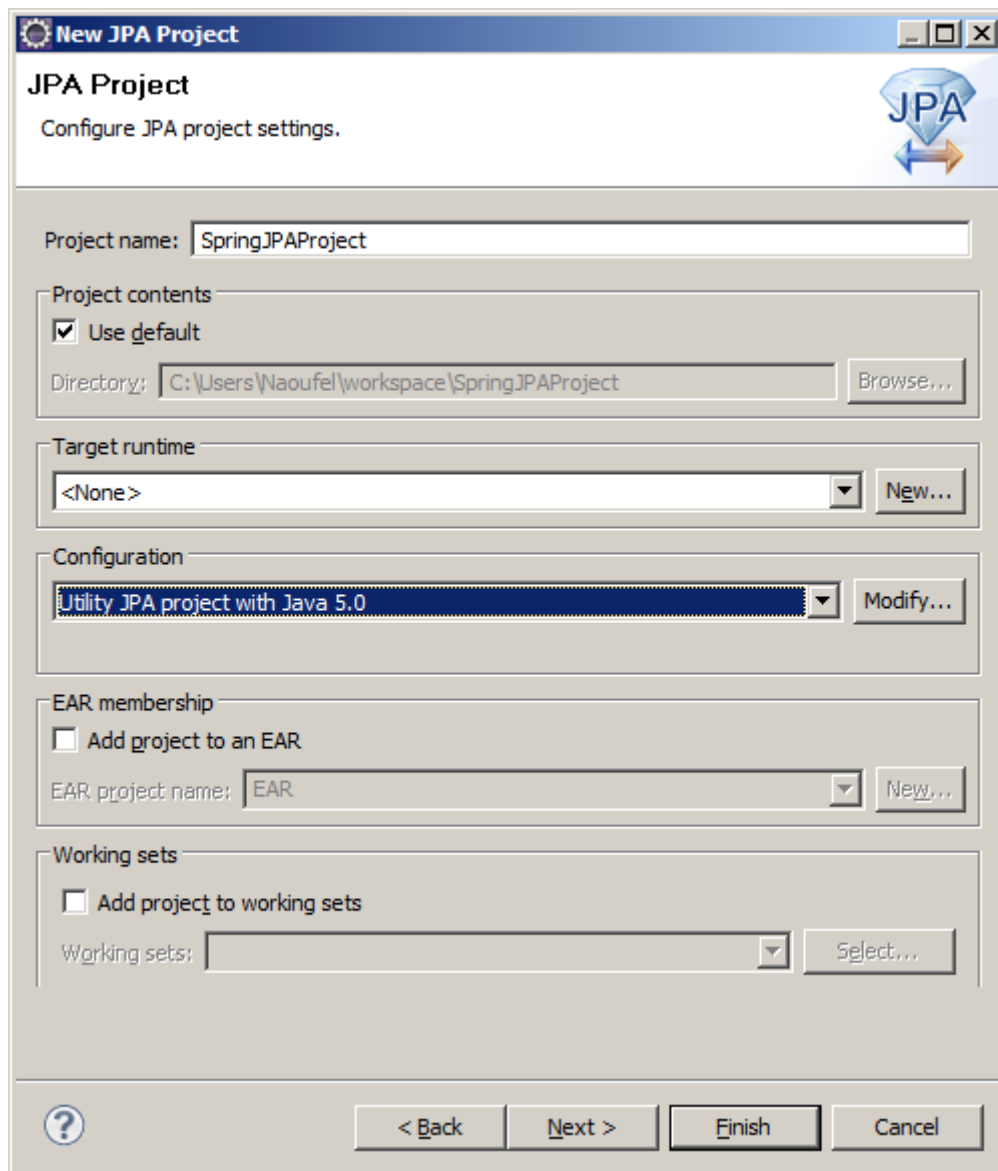 New JPA Project
JPA Project
Configure JPA project settings.
JPA
Project name: SpringJPAProject
Project contents
Use default
Directory: C:\Users\Naoufel\workspace\SpringJPAProject Browse...
Target runtime
<None> New...
Configuration
Utility JPA project with Java 5.0 Modify...
EAR membership
Add project to an EAR
EAR project name: EAR New...
Working sets
Add project to working sets
Working sets: Select...
? < Back Next > Finish Cancel